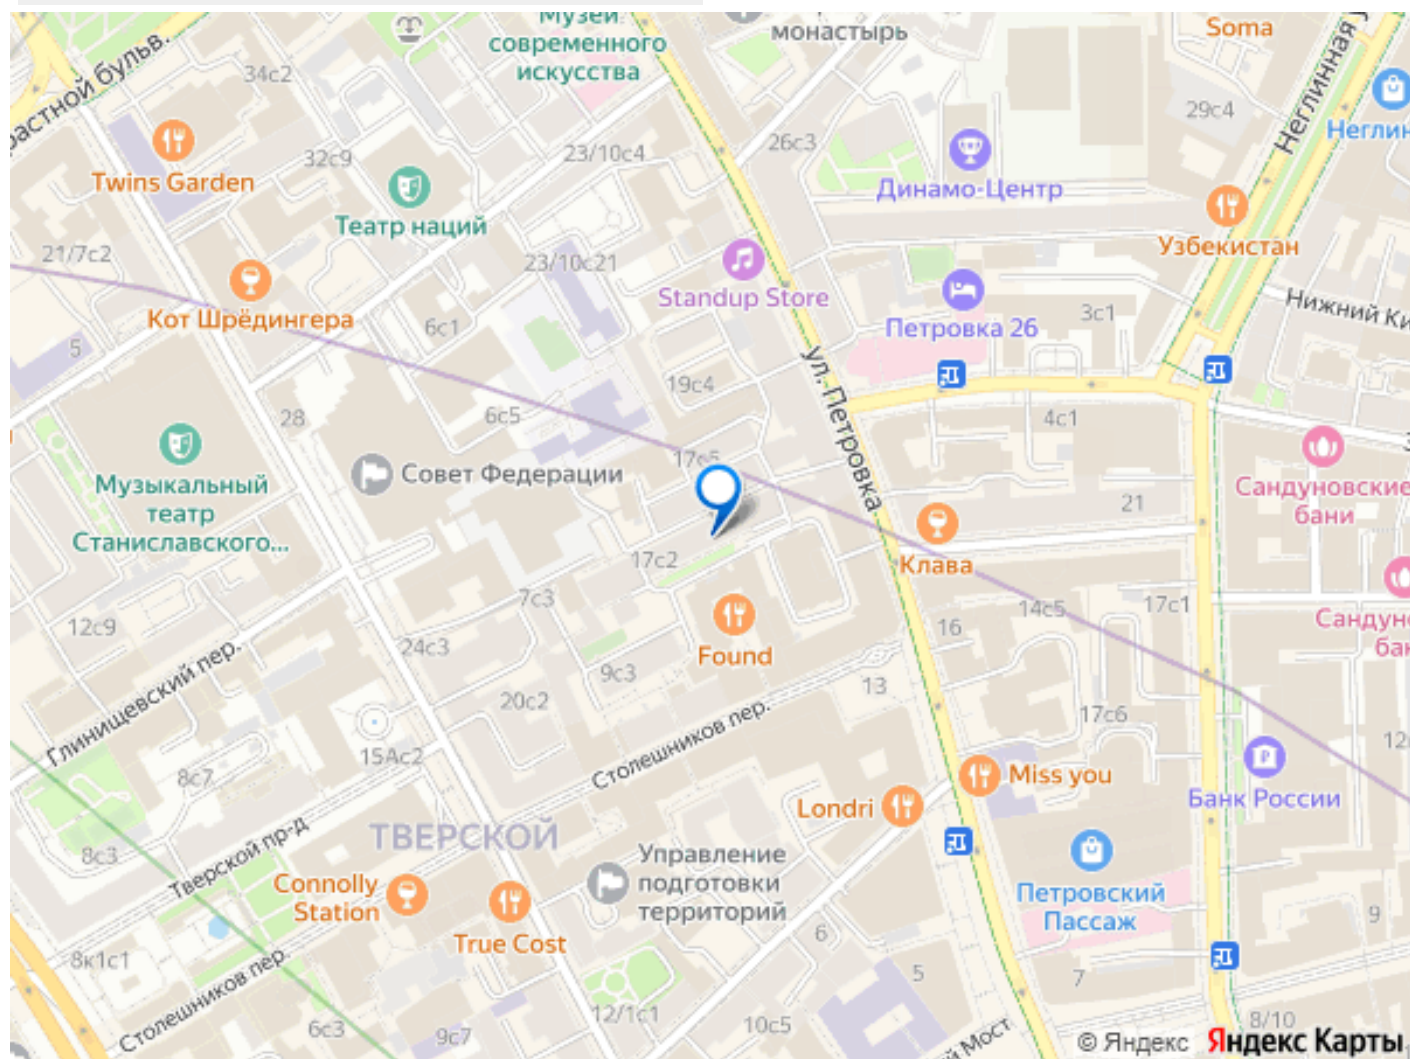 Музей
современного
искусства
монастырь
Soma
Неглинная
34с2
29с4
Неглин
Twins Garden
32с9
23/10с4
26с3
Динамо-Центр
Театр наций
Узбекистан
21/7с2
23/10с21
Standup Store
Нижний Ки
Кот Шрёдингера
6с1
Петровка 26
3с1
5
19с4
ул. Петровка
28
6с5
4с1
Совет Федерации
17с5
Музыкальный
театр
Станиславского...
Сандуновские
бани
21
17с2
Клава
7с3
14с5
17с1
12с9
24с3
Found
16
Сандун
Глинищевский пер.
9с3
13
20с2
17с6
15Ас2
Столешников пер.
12
8с7
Miss you
Банк России
Londri
ТВЕРСКОЙ
8с3
Тверской пр-д
Управление
подготовки
территорий
Connolly
Station
True Cost
Петровский
Пассаж
9
6
8к1с1
Столешников пер.
5
7
6с3
9с7
12/1с1
10с5
й Мост
8/10
© Яндекс
Яндекс Карты